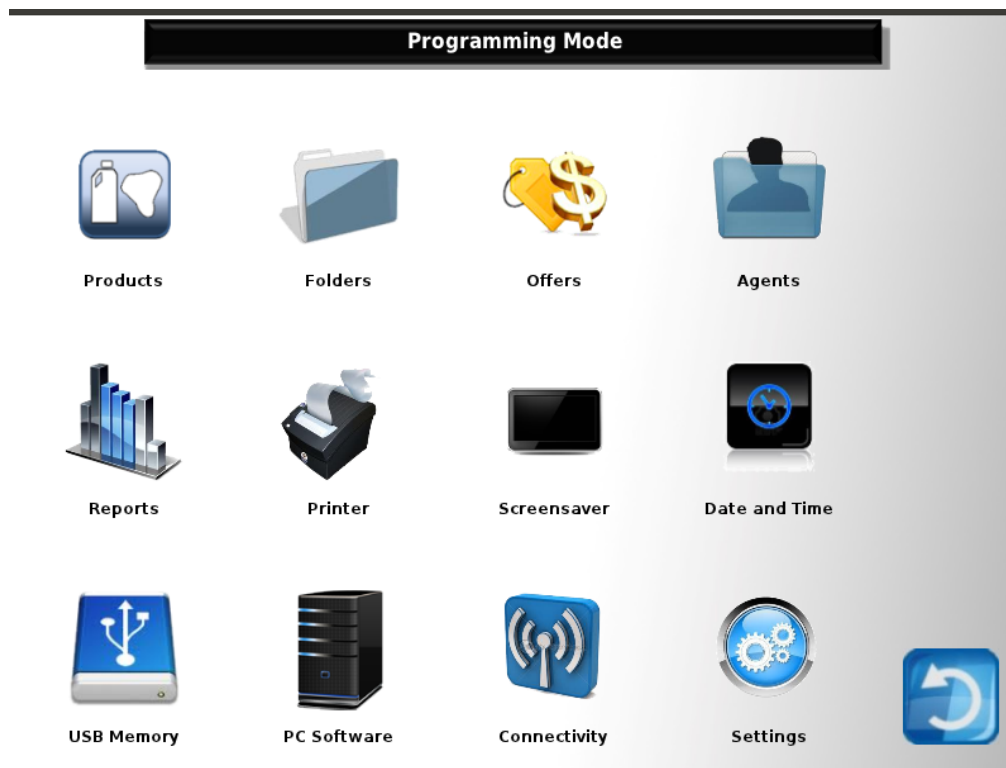 Programming Mode
Products Folders Offers Agents
Reports Printer Screensaver Date and Time
USB Memory PC Software Connectivity Settings